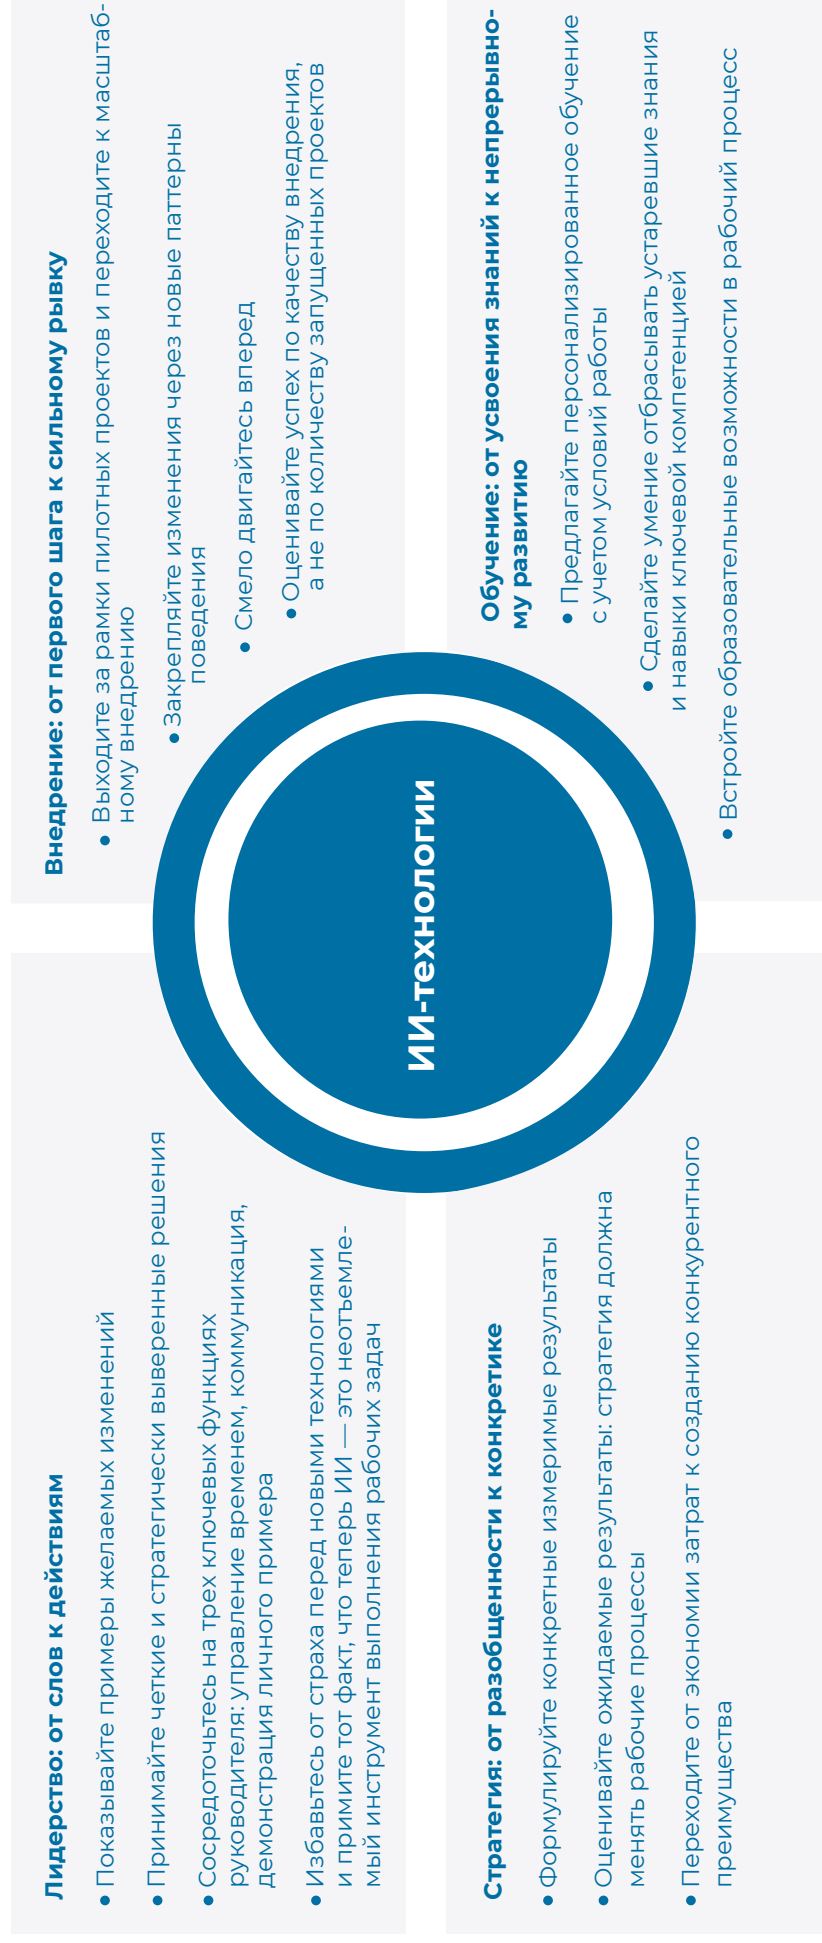 Лидерство: от слов к действиям
• Показывайте примеры желаемых изменений
• Принимайте четкие и стратегически выверенные решения
• Сосредоточьтесь на трех ключевых функциях
руководителя: управление временем, коммуникация,
демонстрация личного примера
• Избавьтесь от страха перед новыми технологиями
и примите тот факт, что теперь ИИ — это неотъемле-
мый инструмент выполнения рабочих задач
Внедрение: от первого шага к сильному рывку
• Выходите за рамки пилотных проектов и переходите к масштаб-
ному внедрению
• Закрепляйте изменения через новые паттерны
поведения
• Смело двигайтесь вперед
• Оценивайте успех по качеству внедрения,
а не по количеству запущенных проектов
ИИ-технологии
Стратегия: от разобщенности к конкретике
• Формулируйте конкретные измеримые результаты
• Оценивайте ожидаемые результаты: стратегия должна
менять рабочие процессы
• Переходите от экономии затрат к созданию конкурентного
преимущества
Обучение: от усвоения знаний к непрерывно-
му развитию
• Предлагайте персонализированное обучение
с учетом условий работы
• Сделайте умение отбрасывать устаревшие знания
и навыки ключевой компетенцией
• Встройте образовательные возможности в рабочий процесс